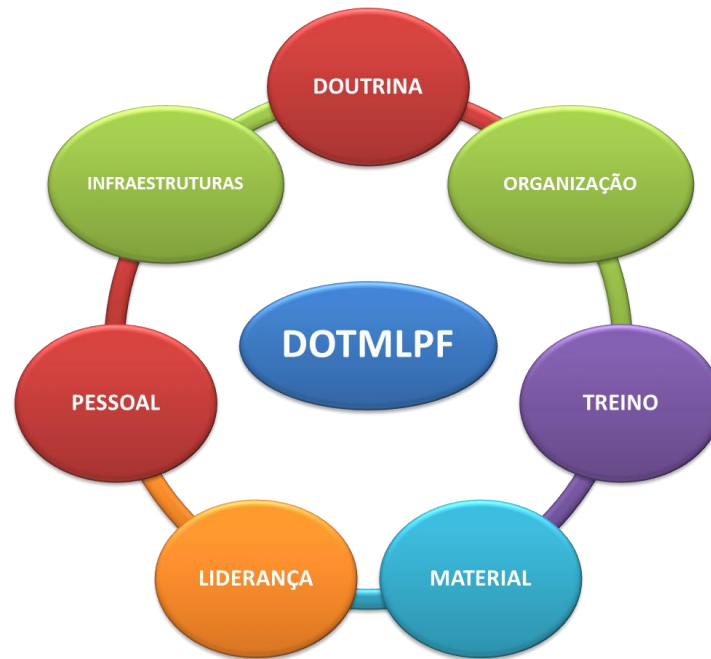 DOUTRINA
INFRAESTRUTURAS
ORGANIZAÇÃO
DOTMLPF
PESSOAL
TREINO
LIDERANÇA
MATERIAL